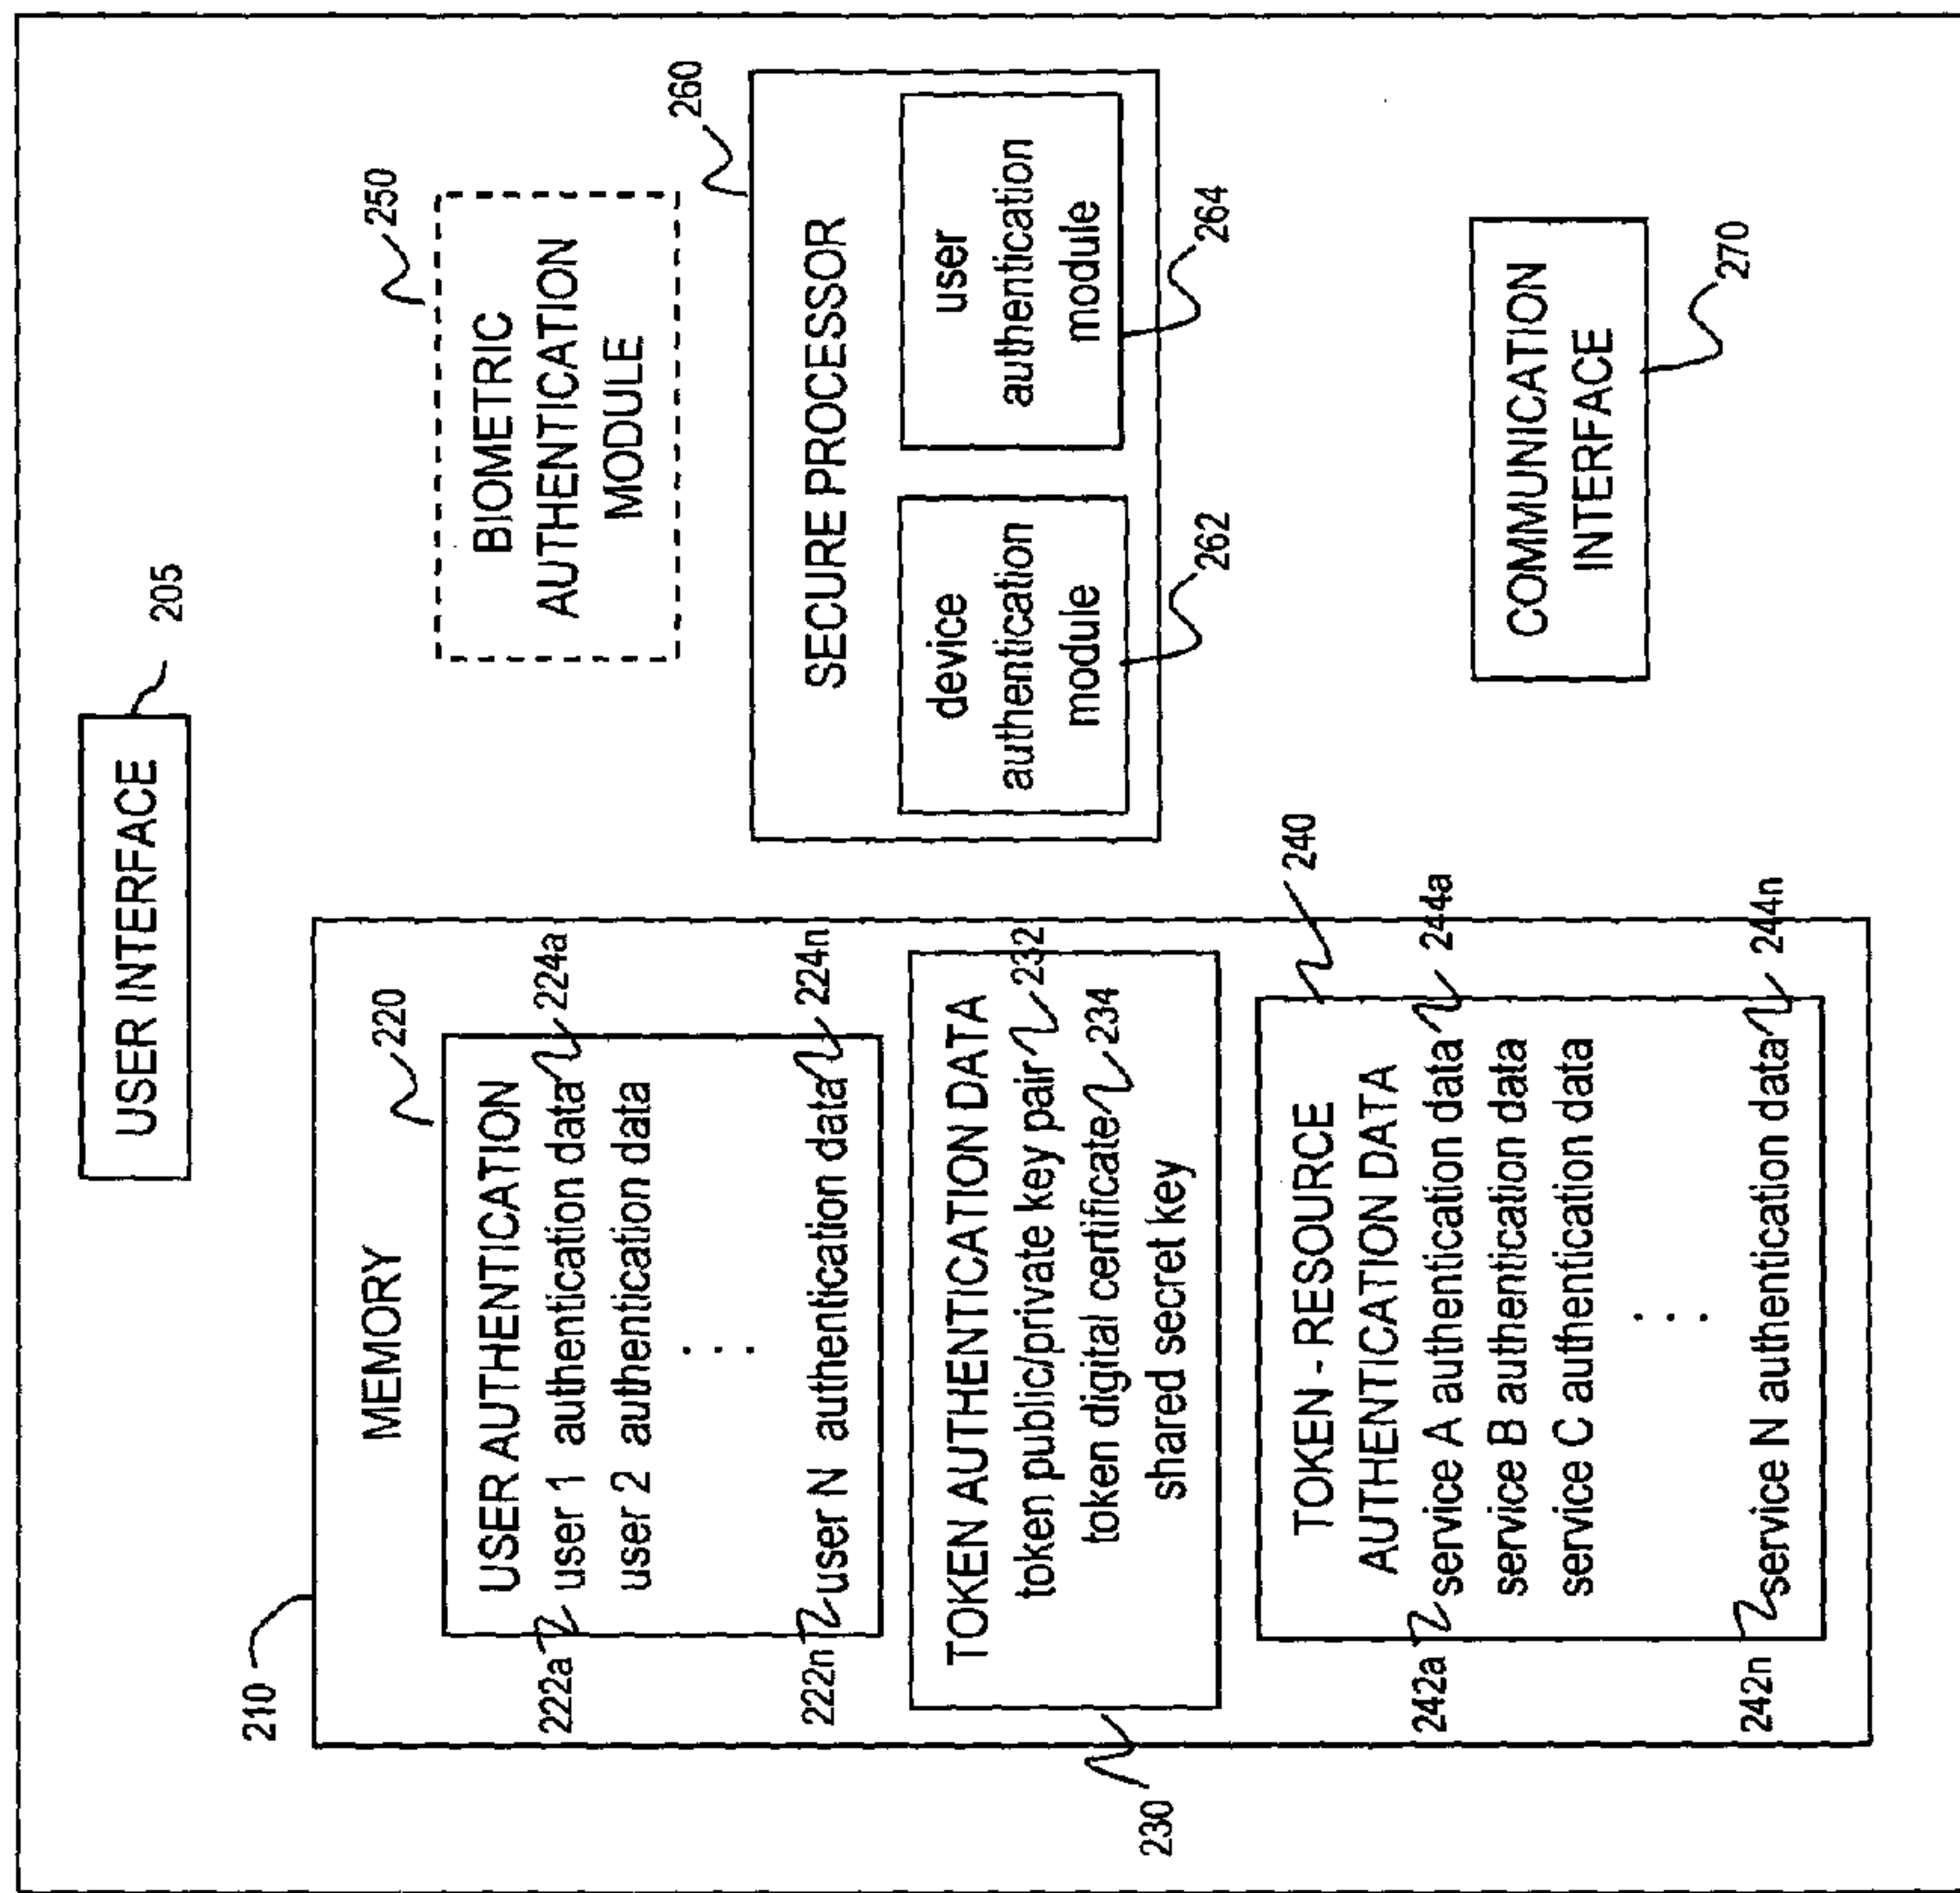 USER INTERFACE
205
210
MEMORY
220
USER AUTHENTICATION
222a
user 1 authentication data
224a
user 2 authentication data
222n
user N authentication data
224n
230
TOKEN AUTHENTICATION DATA
token public/private key pair
232
token digital certificate
234
shared secret key
240
TOKEN - RESOURCE
AUTHENTICATION DATA
242a
service A authentication data
244a
service B authentication data
service C authentication data
242n
service N authentication data
244n
250
BIOMETRIC
AUTHENTICATION
MODULE
260
SECURE PROCESSOR
device
authentication
module
262
user
authentication
module
264
COMMUNICATION
INTERFACE
270